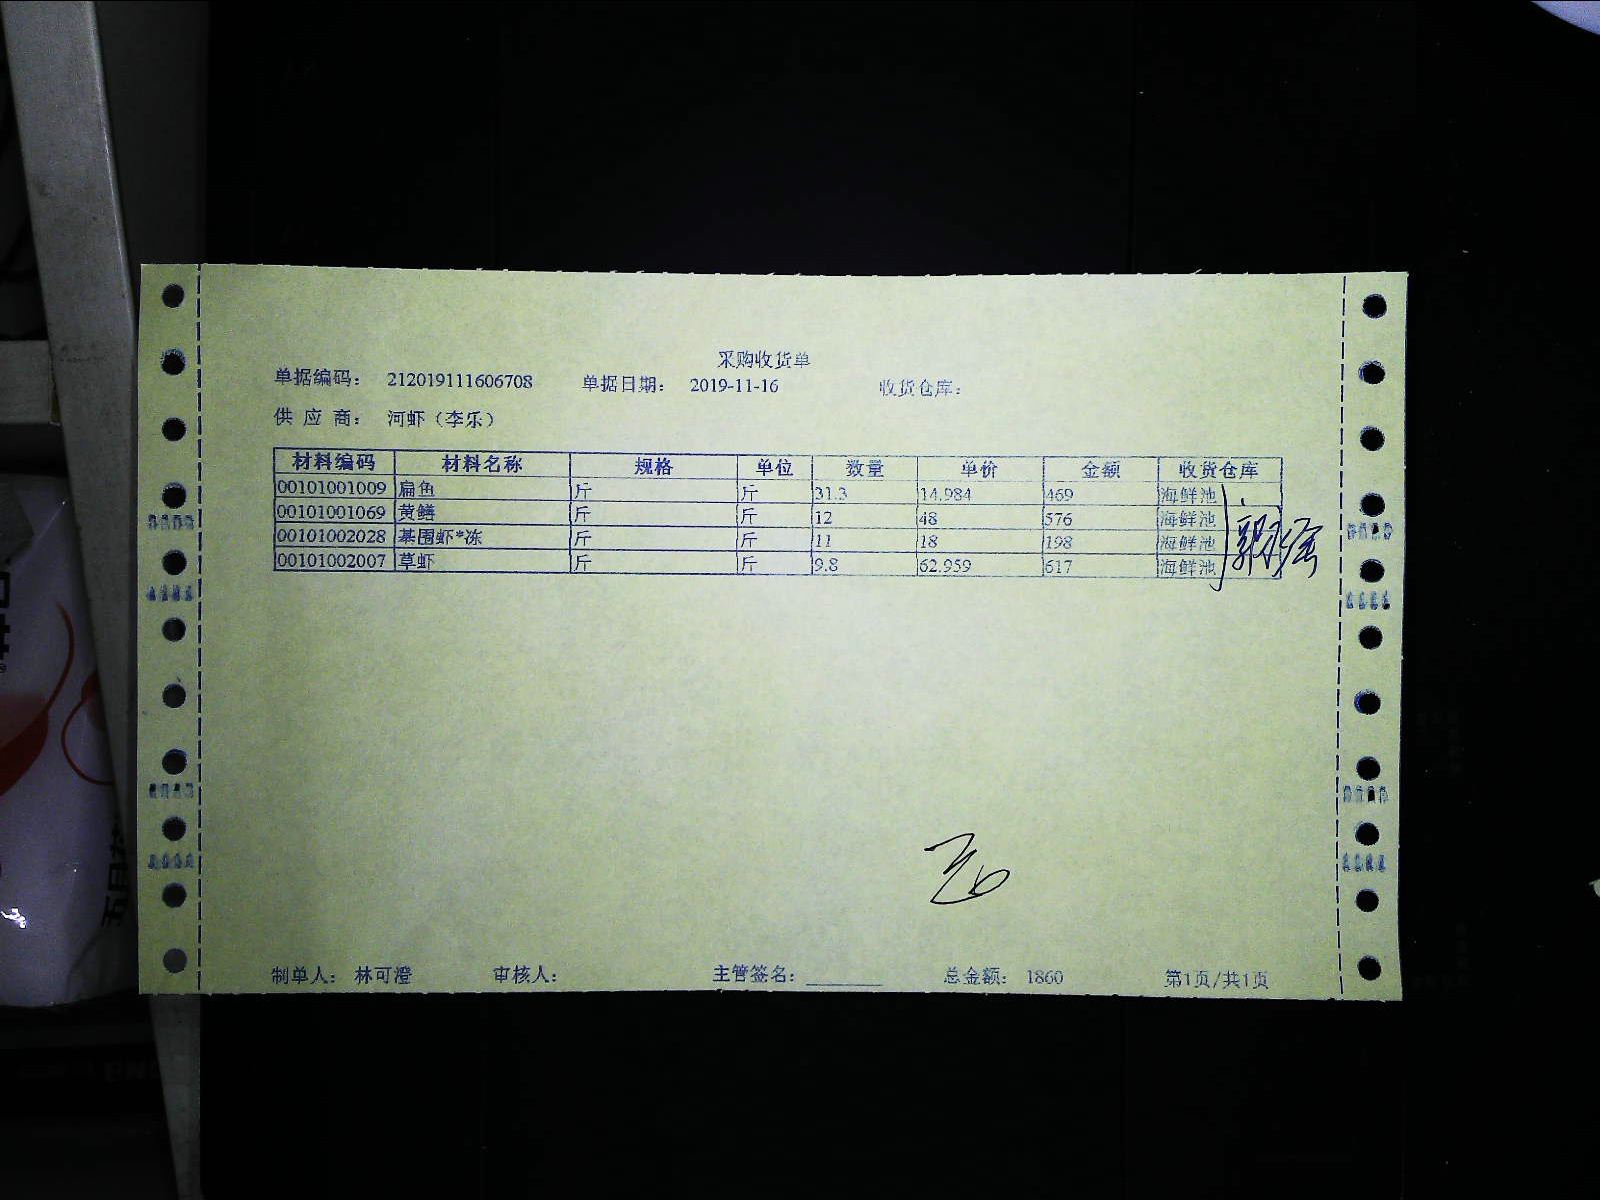 采购收货单
单据编码： 212019111606708 单据日期： 2019-11-16 收货仓库：
供 应 商： 河虾（李乐）
材料编码 材料名称 规格 单位 数量 单价 金额 收货仓库
00101001009 扁鱼 斤 斤 31.3 14.984 469 海鲜池
00101001069 黄鳝 斤 斤 12 48 576 海鲜池
00101002028 基围虾*冻 斤 斤 11 18 198 海鲜池
00101002007 草虾 斤 斤 9.8 62.959 617 海鲜池
制单人： 林可澄 审核人： 主管签名： 总金额： 1860 第1页/共1页